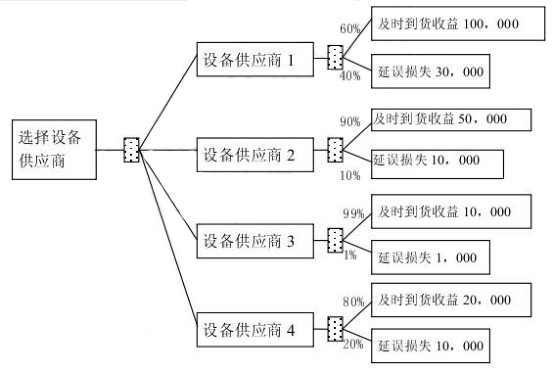 选择设备
供应商
设备供应商 1
60%
及时到货收益 100，000
40%
延误损失 30，000
设备供应商 2
90%
及时到货收益 50，000
10%
延误损失 10，000
设备供应商 3
99%
及时到货收益 10，000
1%
延误损失 1，000
设备供应商 4
80%
及时到货收益 20，000
20%
延误损失 10，000